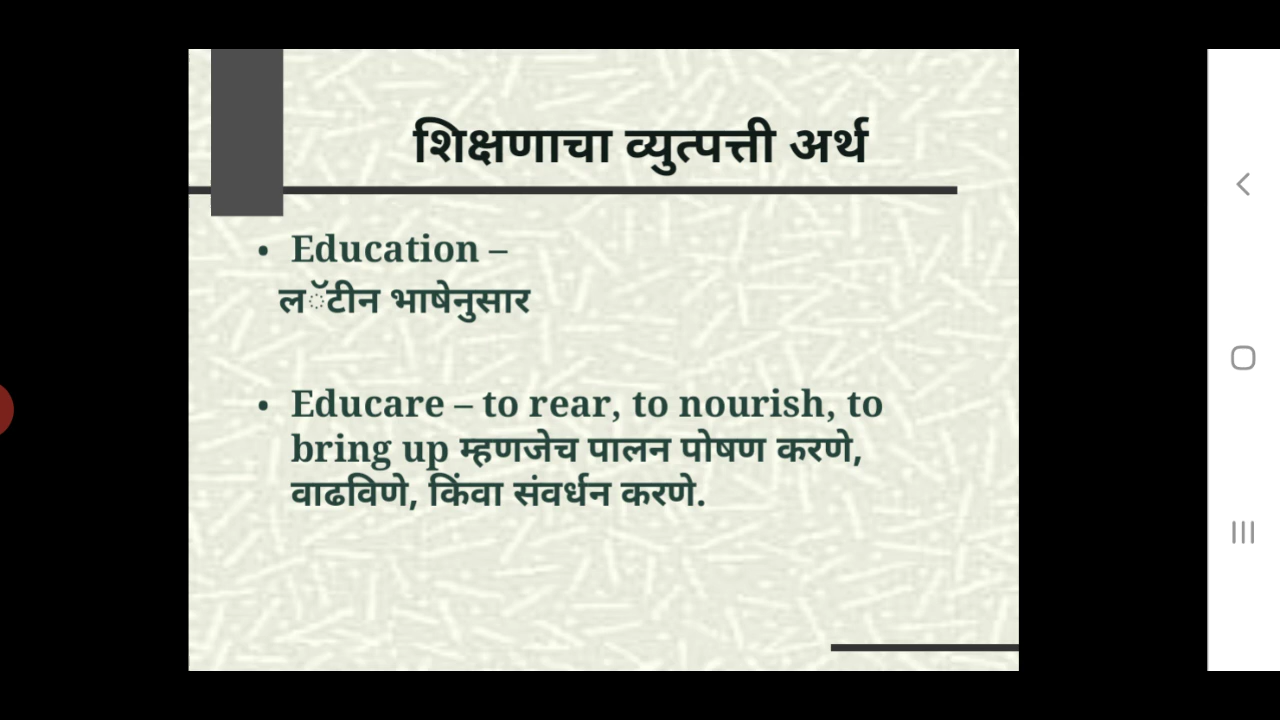 शिक्षणाचा व्युत्पत्ती अर्थ
• Education –
लॅटीन भाषेनुसार
• Educare – to rear, to nourish, to
bring up म्हणजेच पालन पोषण करणे,
वाढविणे, किंवा संवर्धन करणे.